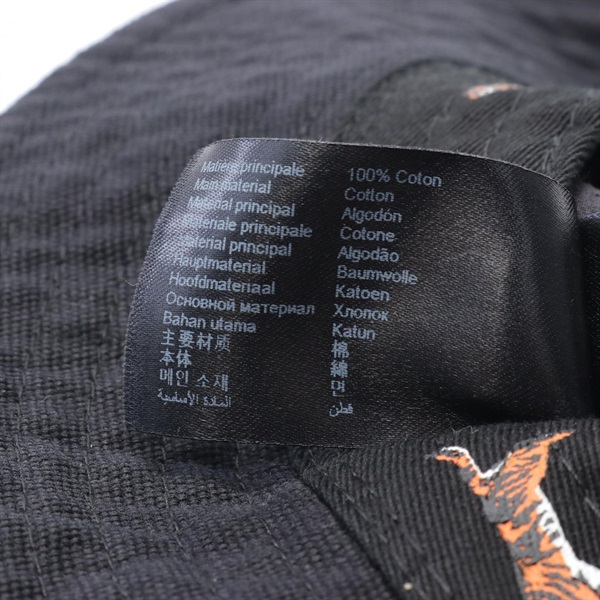 Matière principale 100% Coton
Main material Cotton
Material principal Algodón
Materiale principale Cotone
Material principal Algodão
Hauptmaterial Baumwolle
Hoofdmateriaal Katoen
Основной материал Хлопок
Bahan utama Katun
主要材质 棉
本体 綿
메인 소재 면
المادة الأساسية قطن